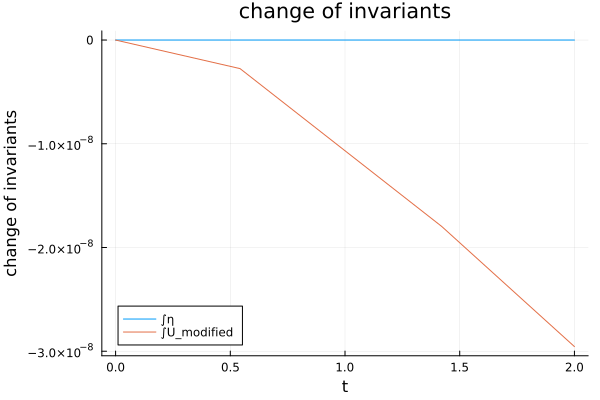 change of invariants
change of invariants
0
−1.0×10⁻⁸
−2.0×10⁻⁸
−3.0×10⁻⁸
∫η
∫U_modified
0.0 0.5 1.0 1.5 2.0
t